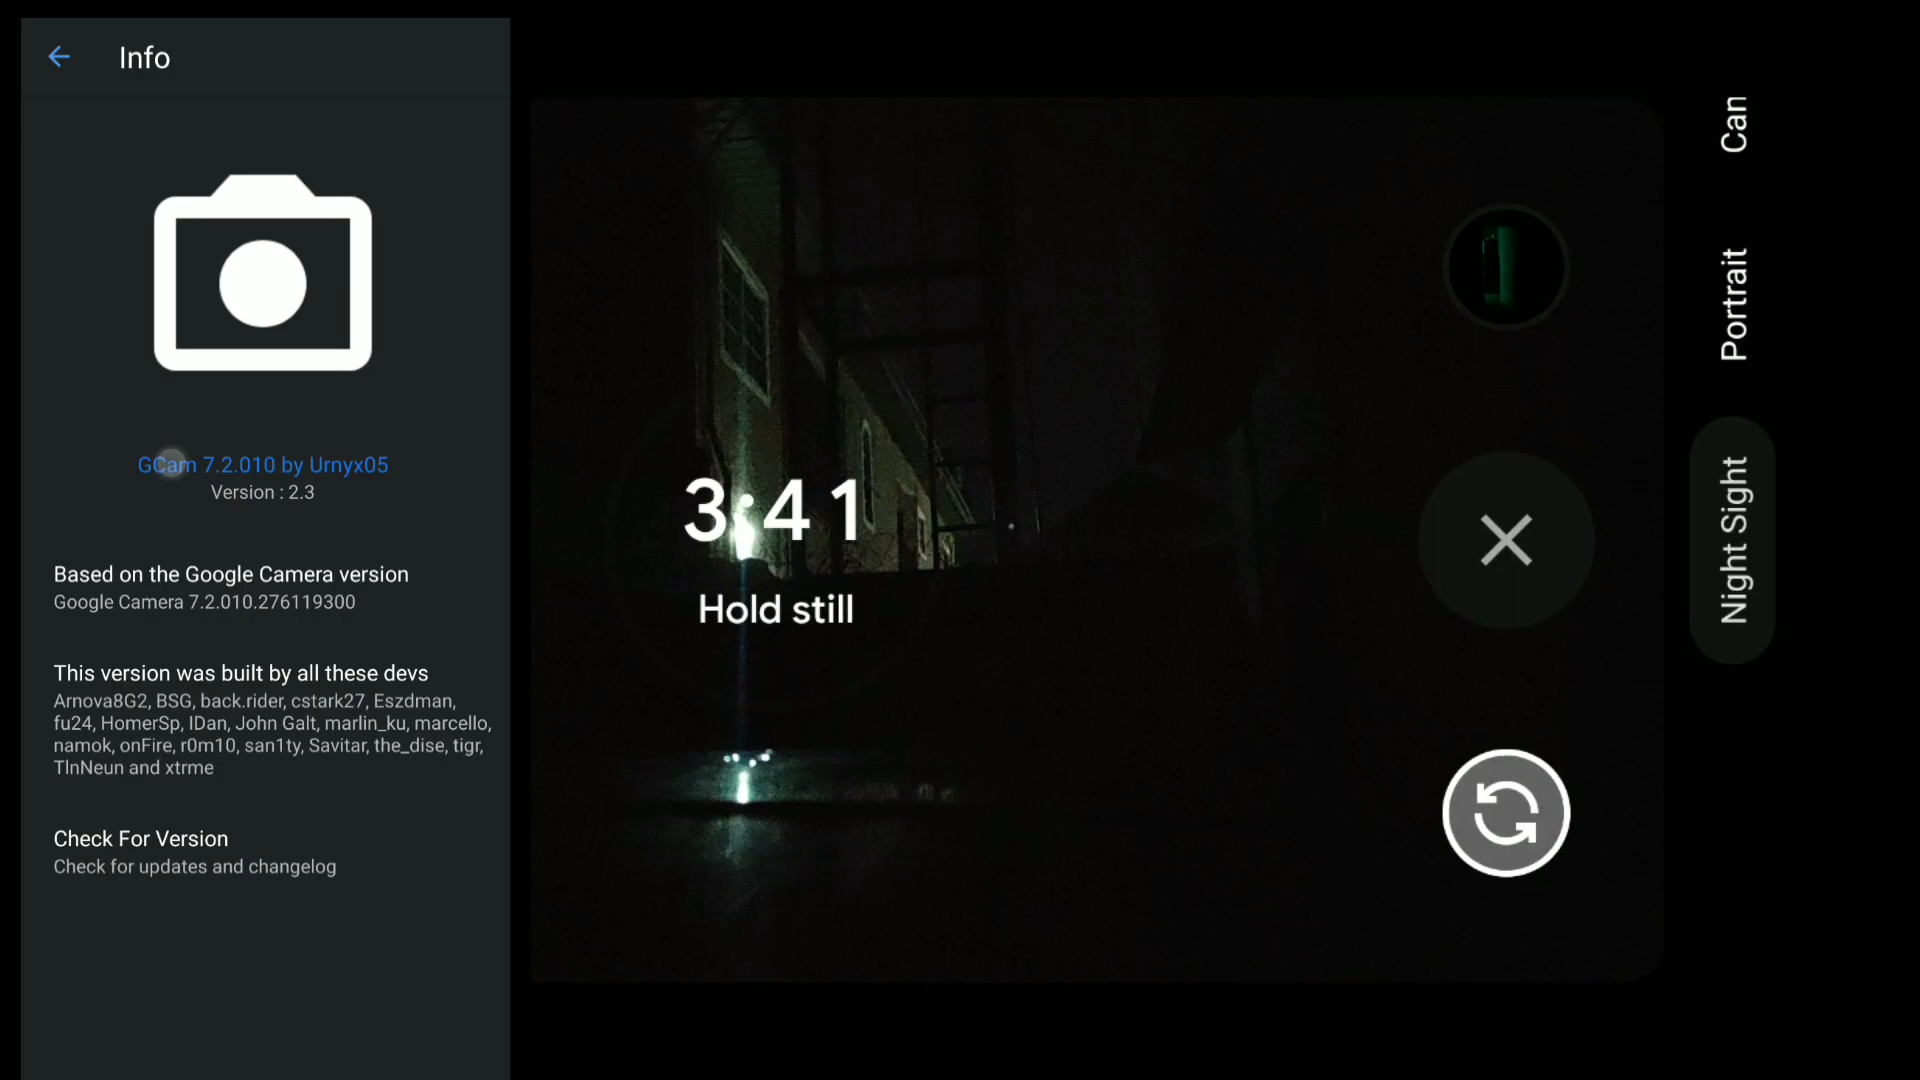 Info
GCam 7.2.010 by Urnyx05
Version : 2.3
Based on the Google Camera version
Google Camera 7.2.010.276119300
This version was built by all these devs
Arnova8G2, BSG, back.rider, cstark27, Eszdman,
fu24, HomerSp, IDan, John Galt, marlin_ku, marcello,
namok, onFire, r0m10, san1ty, Savitar, the_dise, tigr,
TlnNeun and xtrme
Check For Version
Check for updates and changelog
3:41
Hold still
Can
Portrait
Night Sight